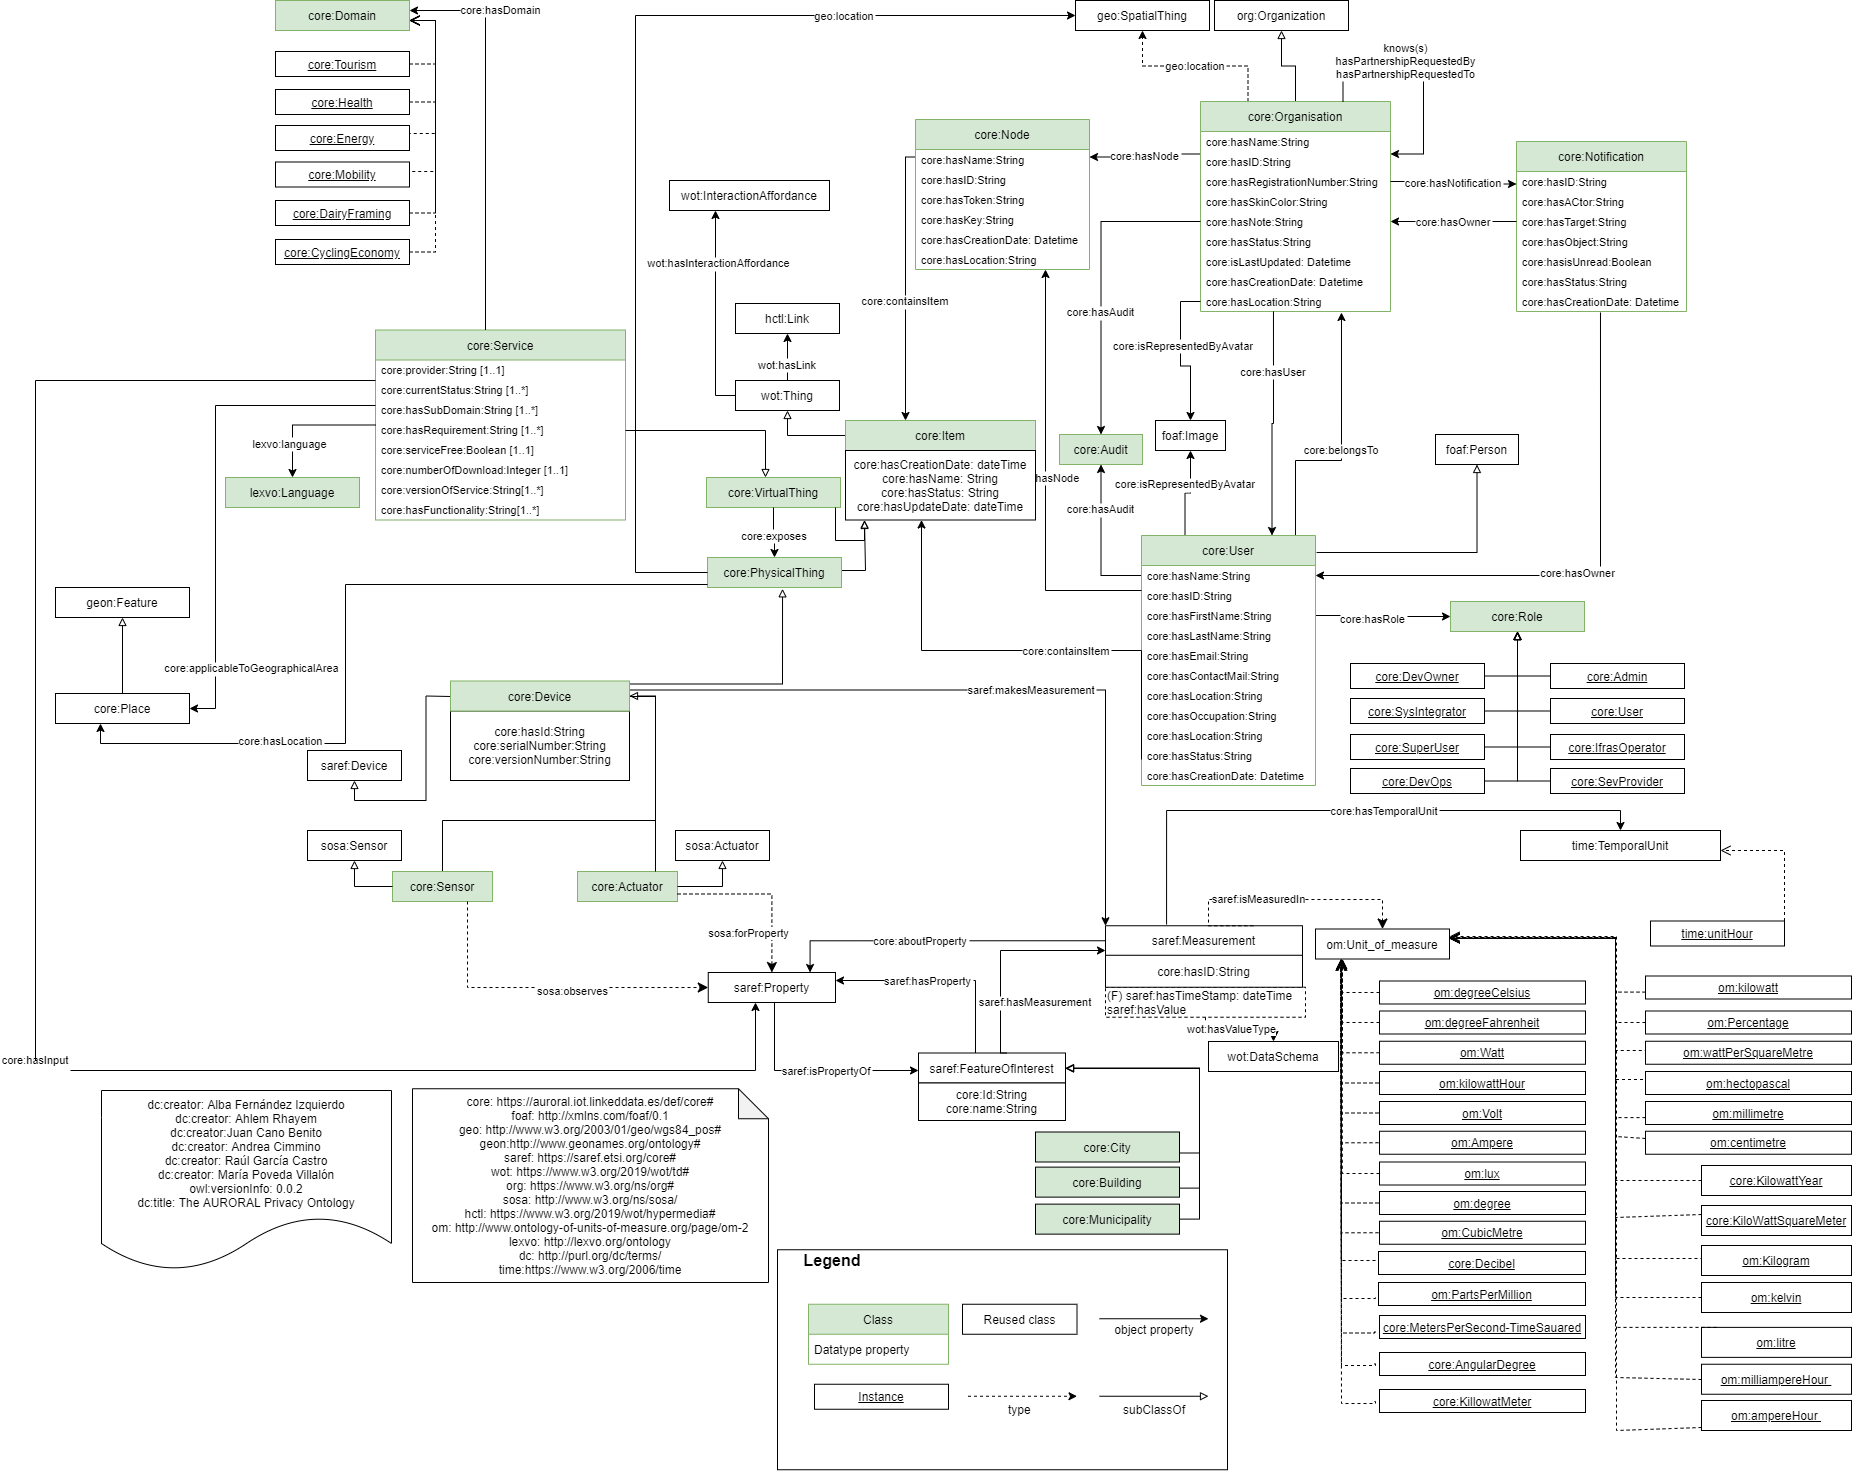 core:Domain
core:hasDomain
core:Tourism
core:Health
core:Energy
core:Mobility
core:DairyFraming
core:CyclingEconomy
geo:location
geo:SpatialThing
org:Organization
geo:location
knows(s)
hasPartnershipRequestedBy
hasPartnershipRequestedTo
core:Node
core:hasName:String
core:hasID:String
core:hasToken:String
core:hasKey:String
core:hasCreationDate: Datetime
core:hasLocation:String
core:hasNode
core:Organisation
core:hasName:String
core:hasID:String
core:hasRegistrationNumber:String
core:hasSkinColor:String
core:hasNote:String
core:hasStatus:String
core:isLastUpdated: Datetime
core:hasCreationDate: Datetime
core:hasLocation:String
core:hasNotification
core:hasOwner
core:Notification
core:hasID:String
core:hasACtor:String
core:hasTarget:String
core:hasObject:String
core:hasisUnread:Boolean
core:hasStatus:String
core:hasCreationDate: Datetime
wot:InteractionAffordance
wot:hasInteractionAffordance
hctl:Link
wot:hasLink
wot:Thing
core:containsItem
core:hasAudit
core:isRepresentedByAvatar
core:hasUser
core:Service
core:provider:String [1..1]
core:currentStatus:String [1..*]
core:hasSubDomain:String [1..*]
core:hasRequirement:String [1..*]
core:serviceFree:Boolean [1..1]
core:numberOfDownload:Integer [1..1]
core:versionOfService:String[1..*]
core:hasFunctionality:String[1..*]
lexvo:language
lexvo:Language
core:Item
core:hasCreationDate: dateTime
core:hasName: String
core:hasStatus: String
core:hasUpdateDate: dateTime
core:VirtualThing
core:exposes
core:PhysicalThing
core:Audit
foaf:Image
core:belongsTo
foaf:Person
hasNode
core:isRepresentedByAvatar
core:hasAudit
core:User
core:hasName:String
core:hasID:String
core:hasFirstName:String
core:hasLastName:String
core:hasEmail:String
core:hasContactMail:String
core:hasLocation:String
core:hasOccupation:String
core:hasLocation:String
core:hasStatus:String
core:hasCreationDate: Datetime
core:hasOwner
core:hasRole
core:Role
core:DevOwner
core:Admin
core:SysIntegrator
core:User
core:SuperUser
core:IfrasOperator
core:DevOps
core:SevProvider
core:containsItem
geon:Feature
core:applicableToGeographicalArea
core:Place
core:hasLocation
core:Device
core:hasId:String
core:serialNumber:String
core:versionNumber:String
saref:makesMeasurement
saref:Device
sosa:Sensor
core:Sensor
core:Actuator
sosa:Actuator
core:hasTemporalUnit
time:TemporalUnit
time:unitHour
sosa:forProperty
sosa:observes
core:aboutProperty
saref:Property
saref:hasProperty
saref:isPropertyOf
saref:hasMeasurement
saref:isMeasuredIn
saref:Measurement
core:hasID:String
(F) saref:hasTimeStamp: dateTime
saref:hasValue
wot:hasValueType
wot:DataSchema
saref:FeatureOfInterest
core:Id:String
core:name:String
core:City
core:Building
core:Municipality
core:hasInput
om:Unit_of_measure
om:degreeCelsius
om:degreeFahrenheit
om:Watt
om:kilowattHour
om:Volt
om:Ampere
om:lux
om:degree
om:CubicMetre
core:Decibel
om:PartsPerMillion
core:MetersPerSecond-TimeSauared
core:AngularDegree
core:KillowatMeter
om:kilowatt
om:Percentage
om:wattPerSquareMetre
om:hectopascal
om:millimetre
om:centimetre
core:KilowattYear
core:KiloWattSquareMeter
om:Kilogram
om:kelvin
om:litre
om:milliampereHour
om:ampereHour
dc:creator: Alba Fernández Izquierdo
dc:creator: Ahlem Rhayem
dc:creator:Juan Cano Benito
dc:creator: Andrea Cimmino
dc:creator: Raúl García Castro
dc:creator: María Poveda Villalón
owl:versionInfo: 0.0.2
dc:title: The AURORAL Privacy Ontology
core: https://auroral.iot.linkeddata.es/def/core#
foaf: http://xmlns.com/foaf/0.1
geo: http://www.w3.org/2003/01/geo/wgs84_pos#
geon:http://www.geonames.org/ontology#
saref: https://saref.etsi.org/core#
wot: https://www.w3.org/2019/wot/td#
org: https://www.w3.org/ns/org#
sosa: http://www.w3.org/ns/sosa/
hctl: https://www.w3.org/2019/wot/hypermedia#
om: http://www.ontology-of-units-of-measure.org/page/om-2
lexvo: http://lexvo.org/ontology
dc: http://purl.org/dc/terms/
time:https://www.w3.org/2006/time
Legend
Class
Datatype property
Reused class
object property
Instance
type
subClassOf